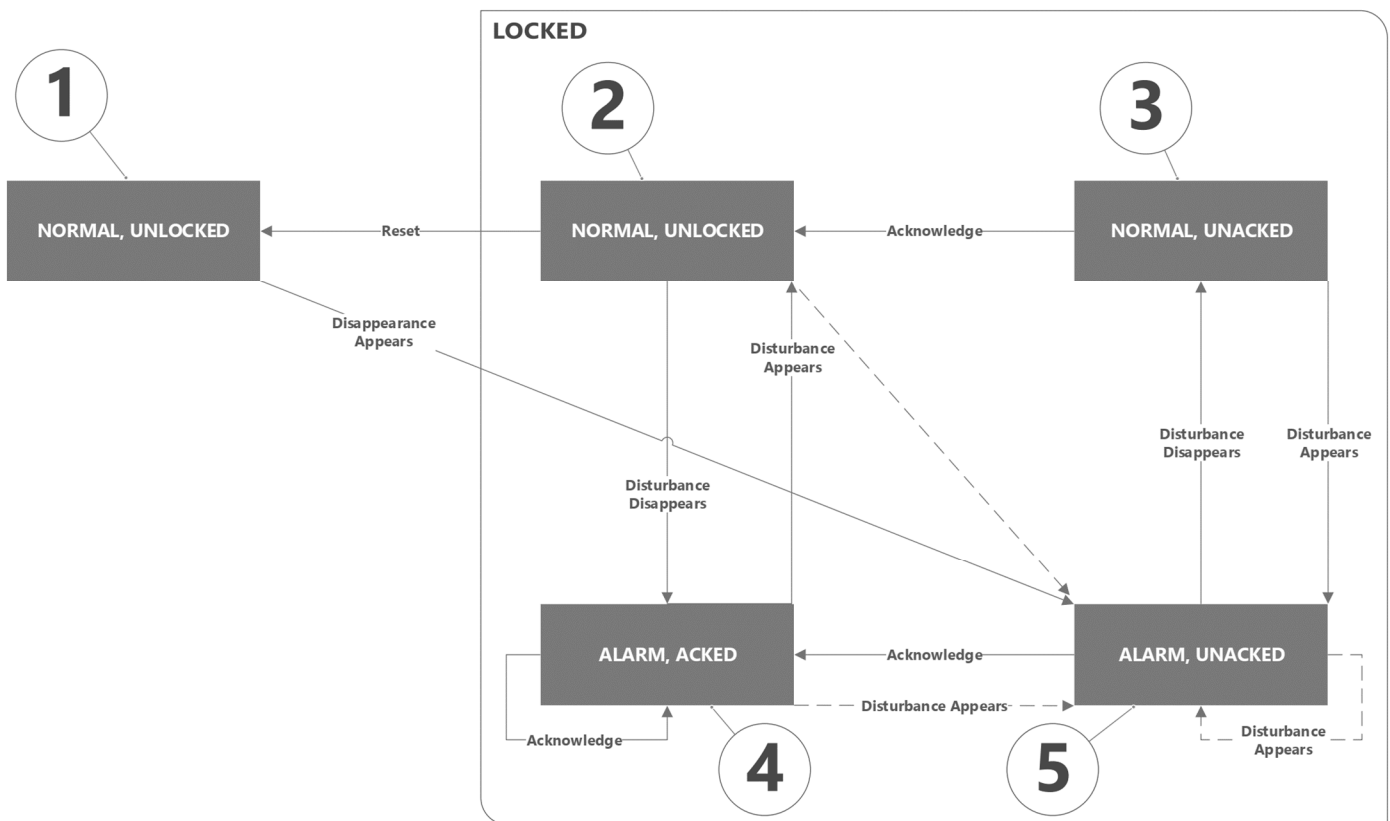 LOCKED
1
2
3
NORMAL, UNLOCKED
Reset
NORMAL, UNLOCKED
Acknowledge
NORMAL, UNACKED
Disappearance
Appears
Disturbance
Appears
Disturbance
Disappears
Disturbance
Appears
Disturbance
Disappears
ALARM, ACKED
Acknowledge
ALARM, UNACKED
Disturbance Appears
Acknowledge
Disturbance
Appears
4
5